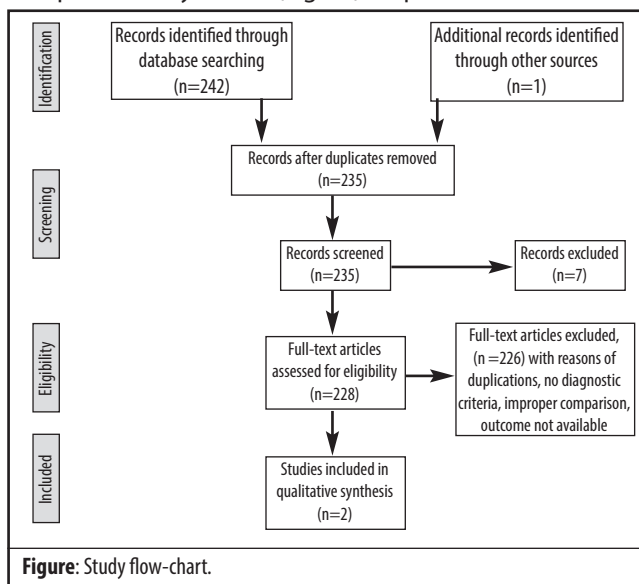 Identification
Records identified through
database searching
(n=242)
Additional records identified
through other sources
(n=1)
Screening
Records after duplicates removed
(n=235)
Records screened
(n=235)
Records excluded
(n=7)
Eligibility
Full-text articles
assessed for eligibility
(n=228)
Full-text articles excluded,
(n =226) with reasons of
duplications, no diagnostic
criteria, improper comparison,
outcome not available
Included
Studies included in
qualitative synthesis
(n=2)
Figure: Study flow-chart.